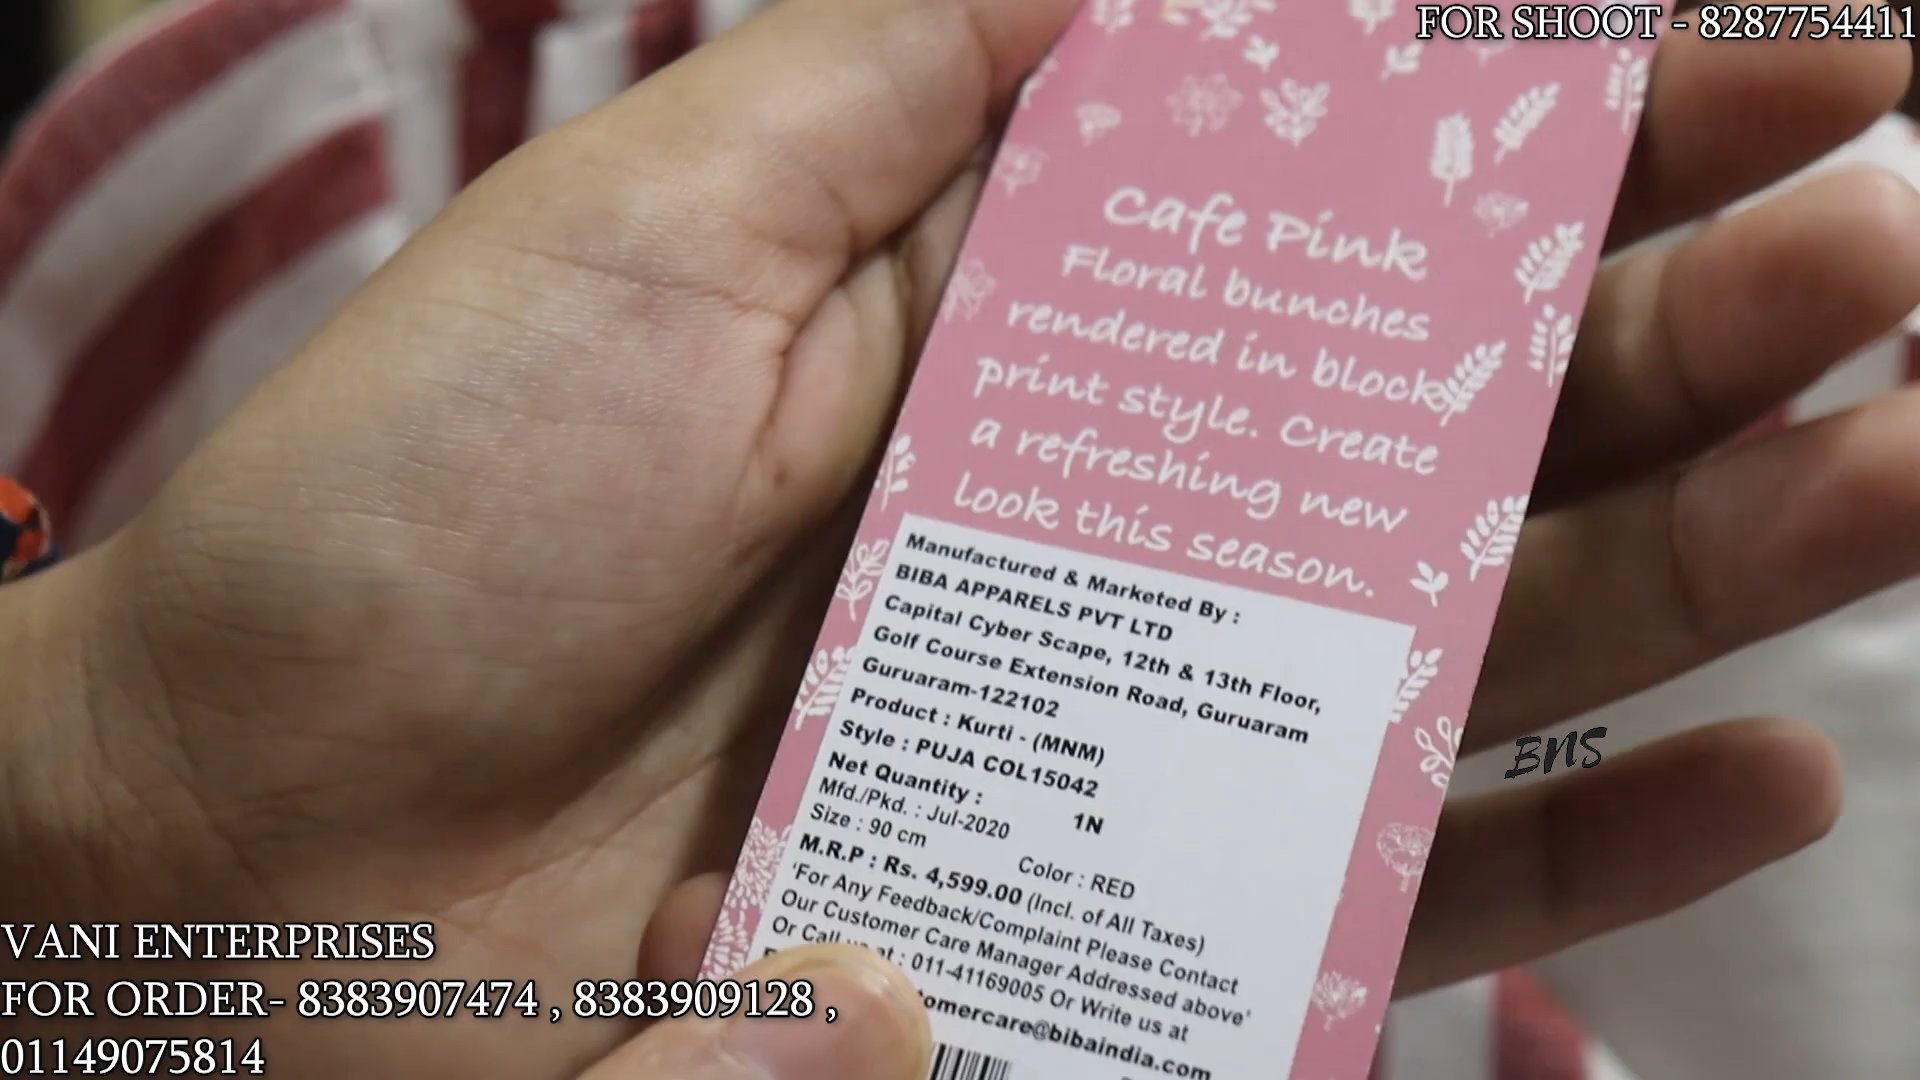 FOR SHOOT - 8287754411
Cafe Pink
Floral bunches
rendered in block
print style. Create
a refreshing new
look this season.
Manufactured & Marketed By :
BIBA APPARELS PVT LTD
Capital Cyber Scape, 12th & 13th Floor,
Golf Course Extension Road, Guruaram
Guruaram-122102
Product : Kurti - (MNM)
Style : PUJA COL15042
Net Quantity : 1N
Mfd./Pkd. : Jul-2020
Size : 90 cm Color : RED
M.R.P : Rs. 4,599.00 (Incl. of All Taxes)
'For Any Feedback/Complaint Please Contact
Our Customer Care Manager Addressed above'
Or Call at : 011-41169005 Or Write us at
omercare@bibaindia.com
BNS
VANI ENTERPRISES
FOR ORDER- 8383907474 , 8383909128 ,
01149075814